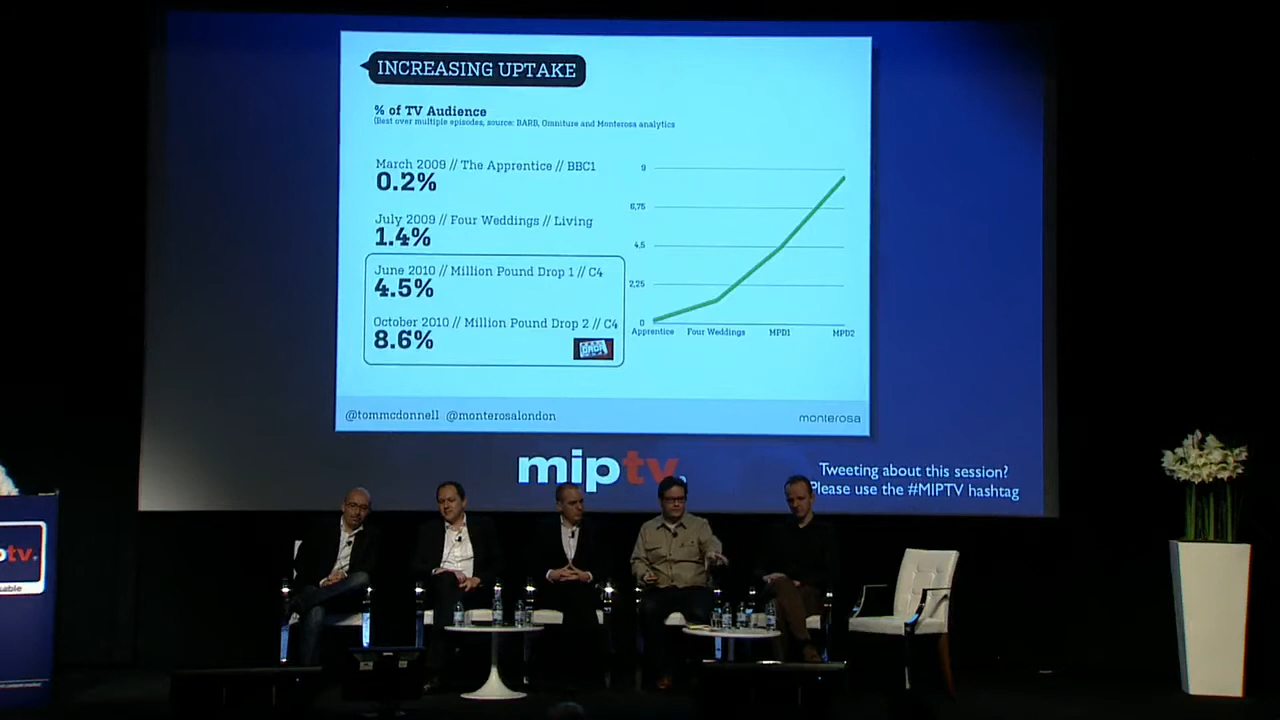 INCREASING UPTAKE
% of TV Audience
(Best over multiple episodes, source: BARB, Omniture and Monterosa analytics
March 2009 // The Apprentice // BBC1
0.2%
July 2009 // Four Weddings // Living
1.4%
June 2010 // Million Pound Drop 1 // C4
4.5%
October 2010 // Million Pound Drop 2 // C4
8.6%
DROP
9
6,75
4,5
2,25
0
Apprentice Four Weddings MPD1 MPD2
@tommcdonnell @monterosalondon
monterosa
miptv.
Tweeting about this session?
Please use the #MIPTV hashtag
ptv.